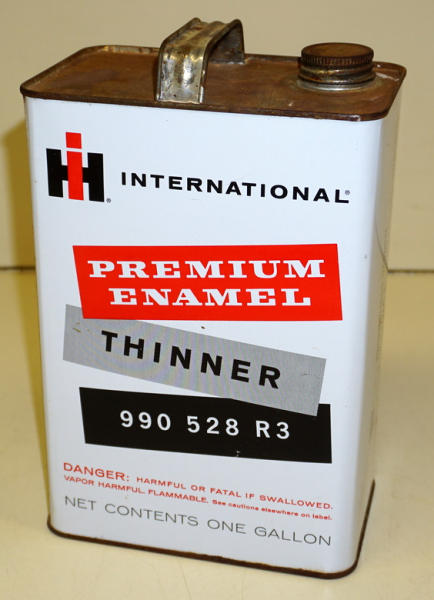 IH® INTERNATIONAL®
PREMIUM
ENAMEL
THINNER
990 528 R3
DANGER: HARMFUL OR FATAL IF SWALLOWED.
VAPOR HARMFUL. FLAMMABLE. See cautions elsewhere on label.
NET CONTENTS ONE GALLON